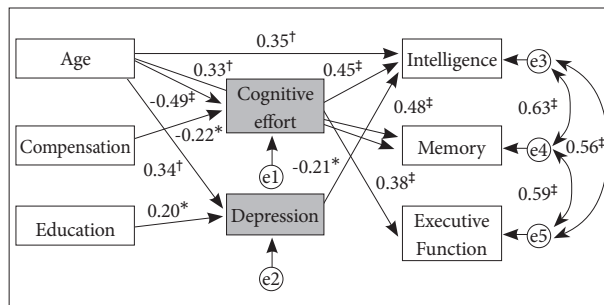 Age
0.35†
Intelligence
e3
0.33†
0.45‡
-0.49‡
Cognitive
effort
0.48‡
0.63‡
Compensation
-0.22*
Memory
e4
0.56‡
0.34†
e1
-0.21*
0.38‡
0.59‡
Education
0.20*
Depression
Executive
Function
e5
e2